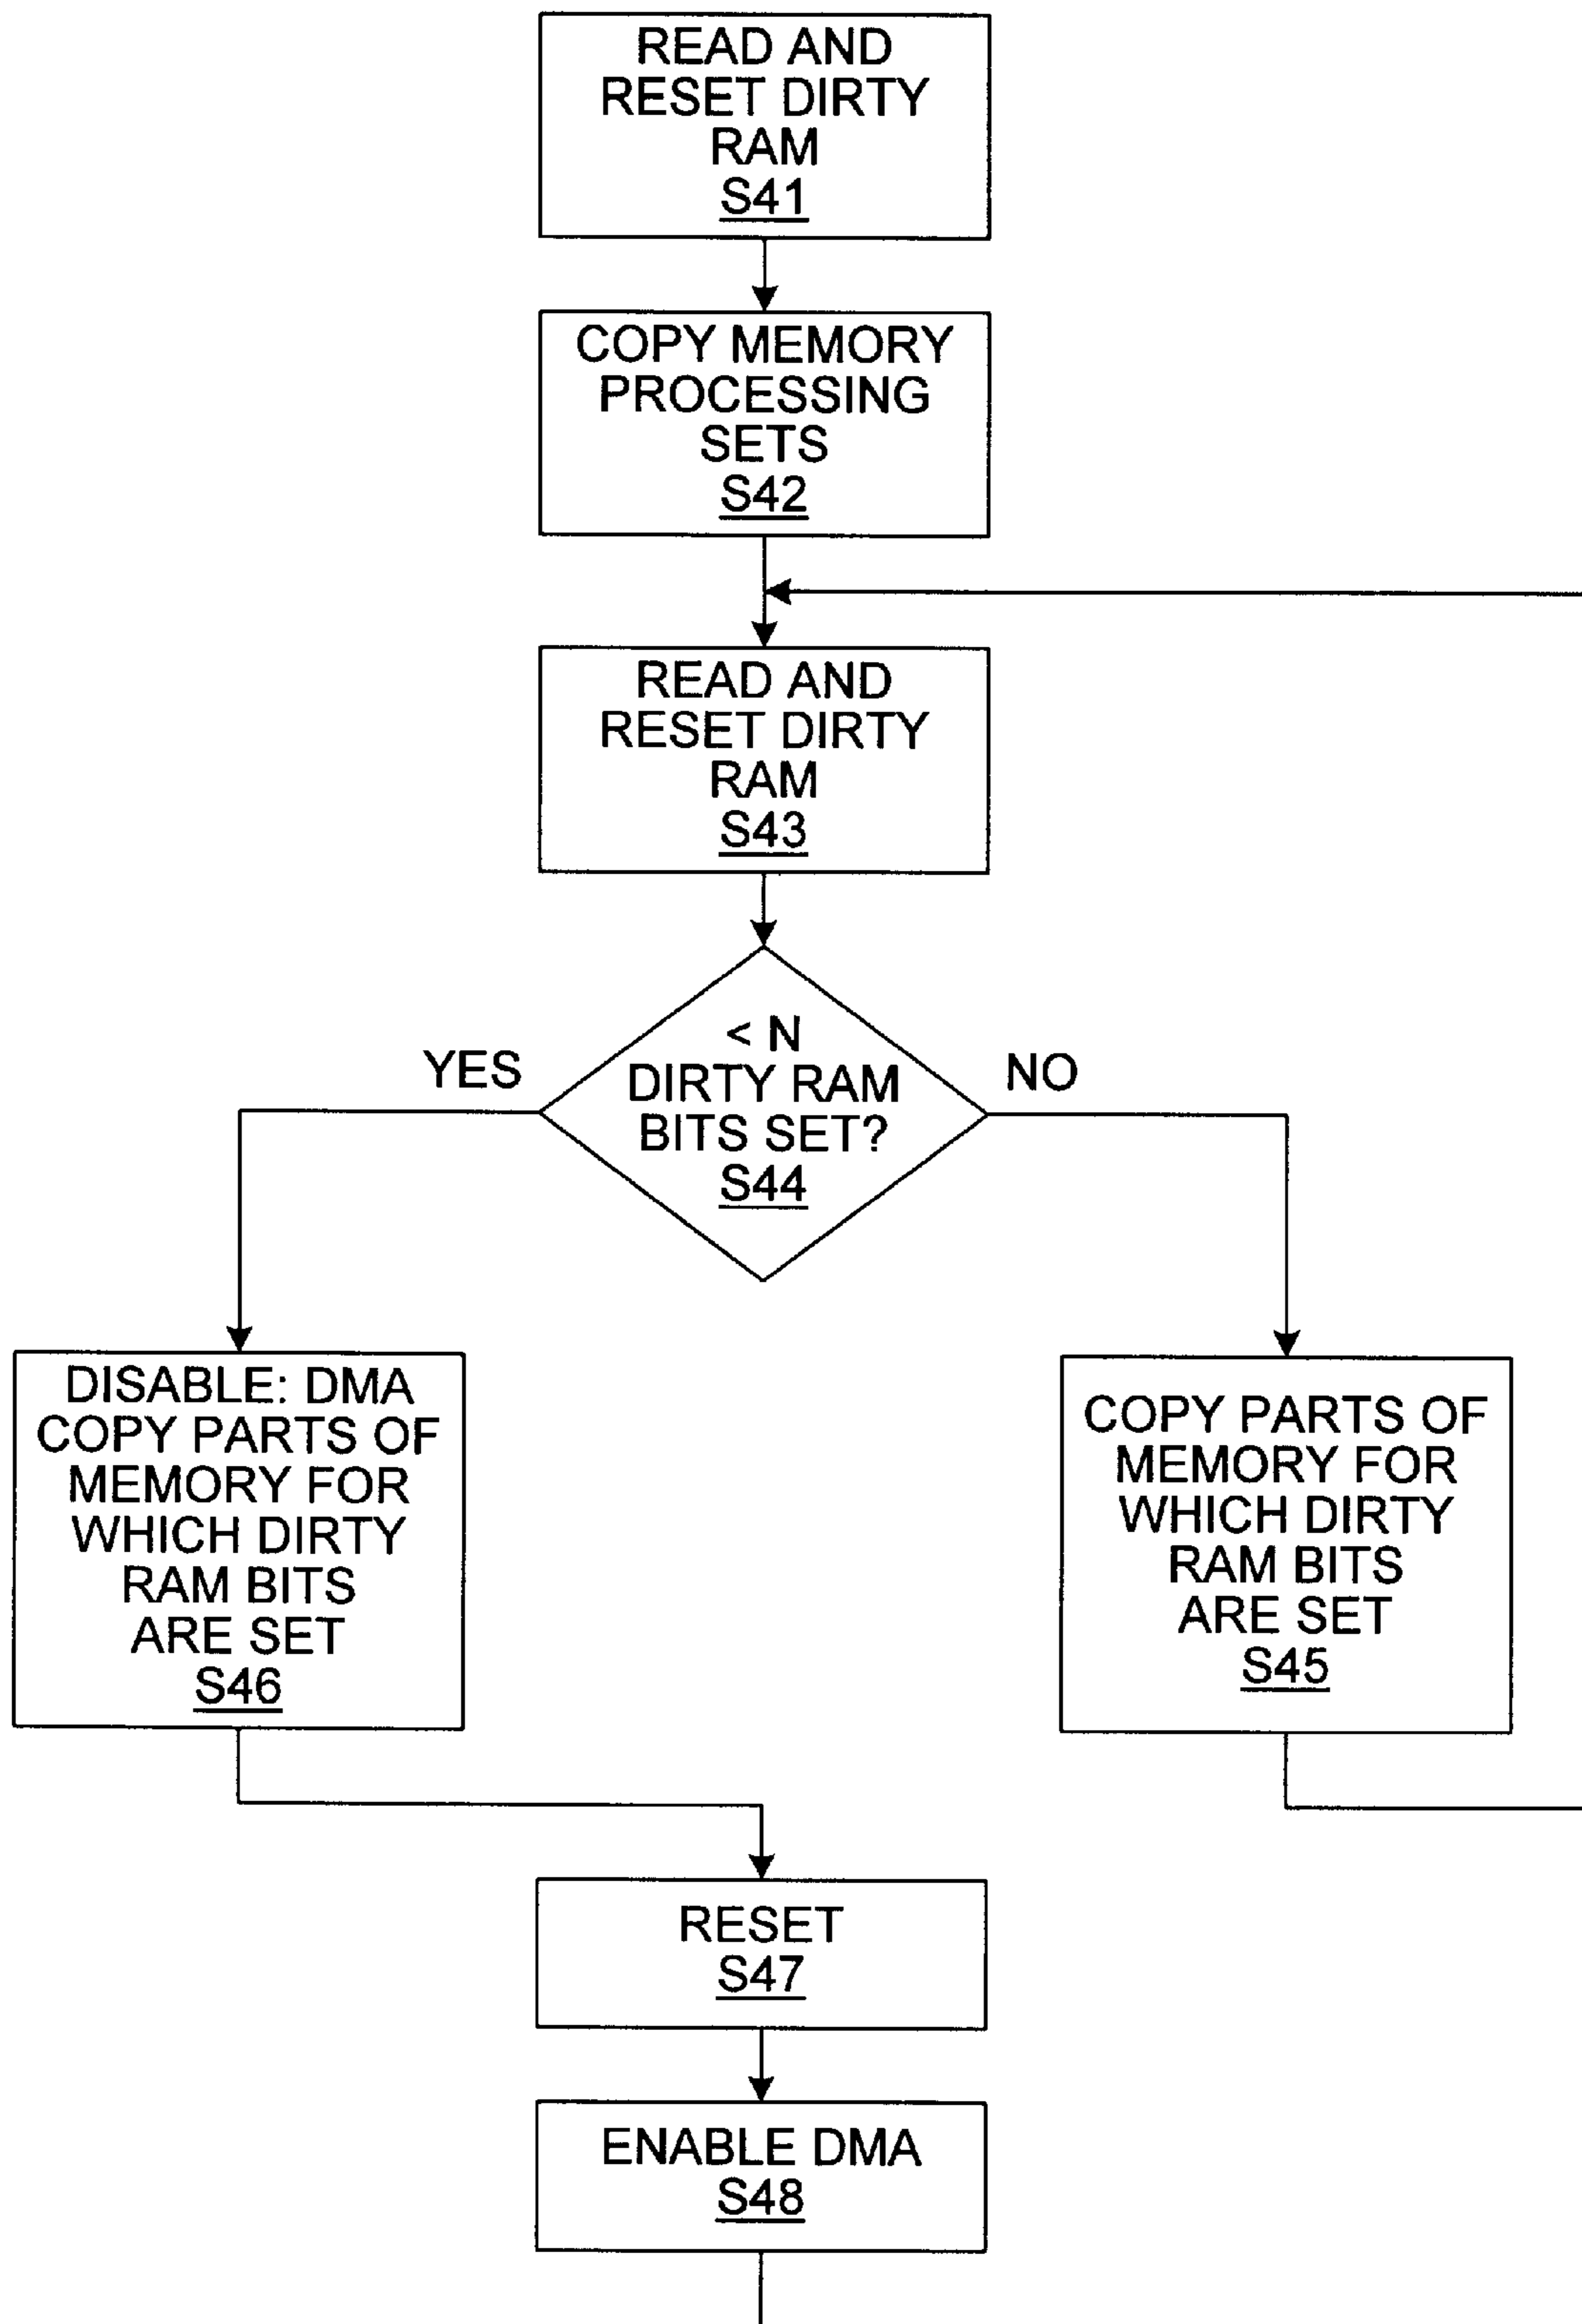 READ AND
RESET DIRTY
RAM
S41
COPY MEMORY
PROCESSING
SETS
S42
READ AND
RESET DIRTY
RAM
S43
< N
DIRTY RAM
BITS SET?
S44
YES
NO
DISABLE: DMA
COPY PARTS OF
MEMORY FOR
WHICH DIRTY
RAM BITS
ARE SET
S46
COPY PARTS OF
MEMORY FOR
WHICH DIRTY
RAM BITS
ARE SET
S45
RESET
S47
ENABLE DMA
S48